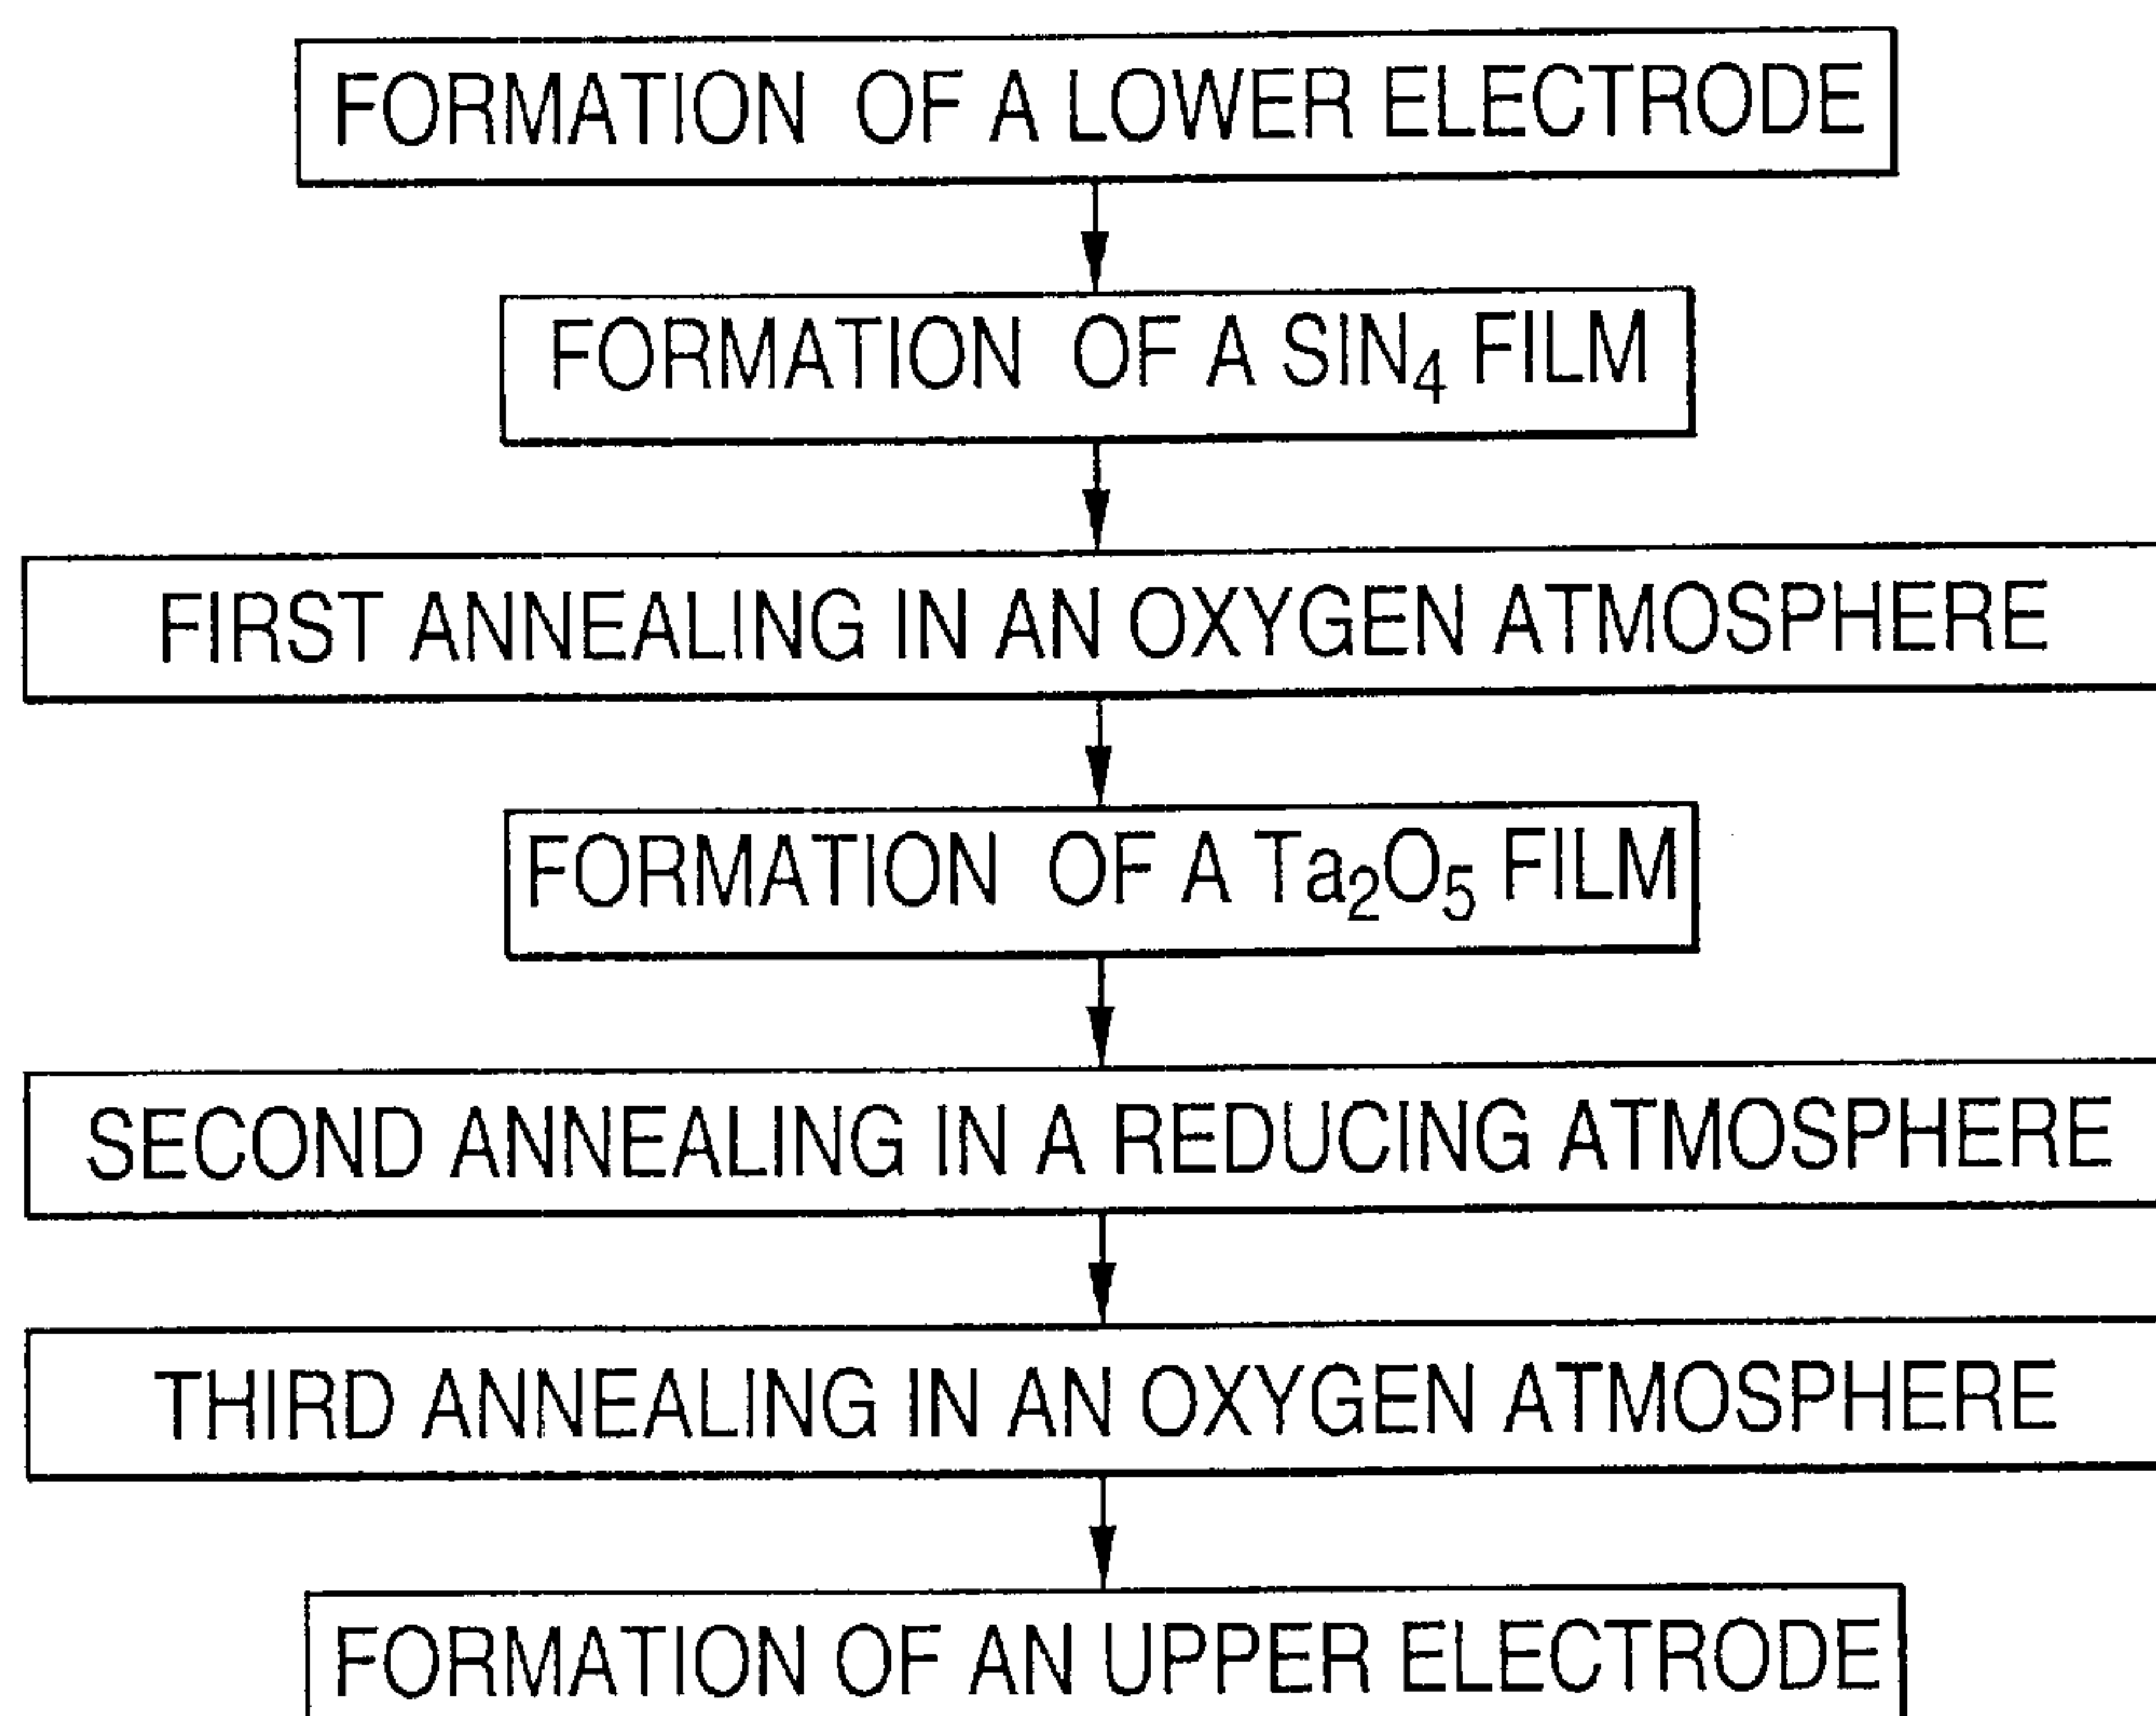 FORMATION OF A LOWER ELECTRODE
FORMATION OF A SIN₄ FILM
FIRST ANNEALING IN AN OXYGEN ATMOSPHERE
FORMATION OF A Ta₂O₅ FILM
SECOND ANNEALING IN A REDUCING ATMOSPHERE
THIRD ANNEALING IN AN OXYGEN ATMOSPHERE
FORMATION OF AN UPPER ELECTRODE